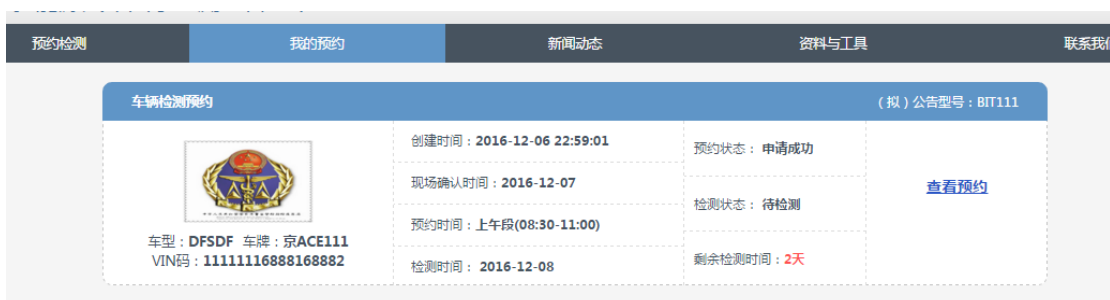 预约检测 我的预约 新闻动态 资料与工具 联系我
车辆检测预约 (拟)公告型号:BIT111
创建时间:2016-12-06 22:59:01
现场确认时间:2016-12-07
预约时间:上午段(08:30-11:00)
检测时间: 2016-12-08
预约状态: 申请成功
检测状态: 待检测
剩余检测时间:2天
查看预约
车型:DFSDF 车牌:京ACE111
VIN码:11111116888168882